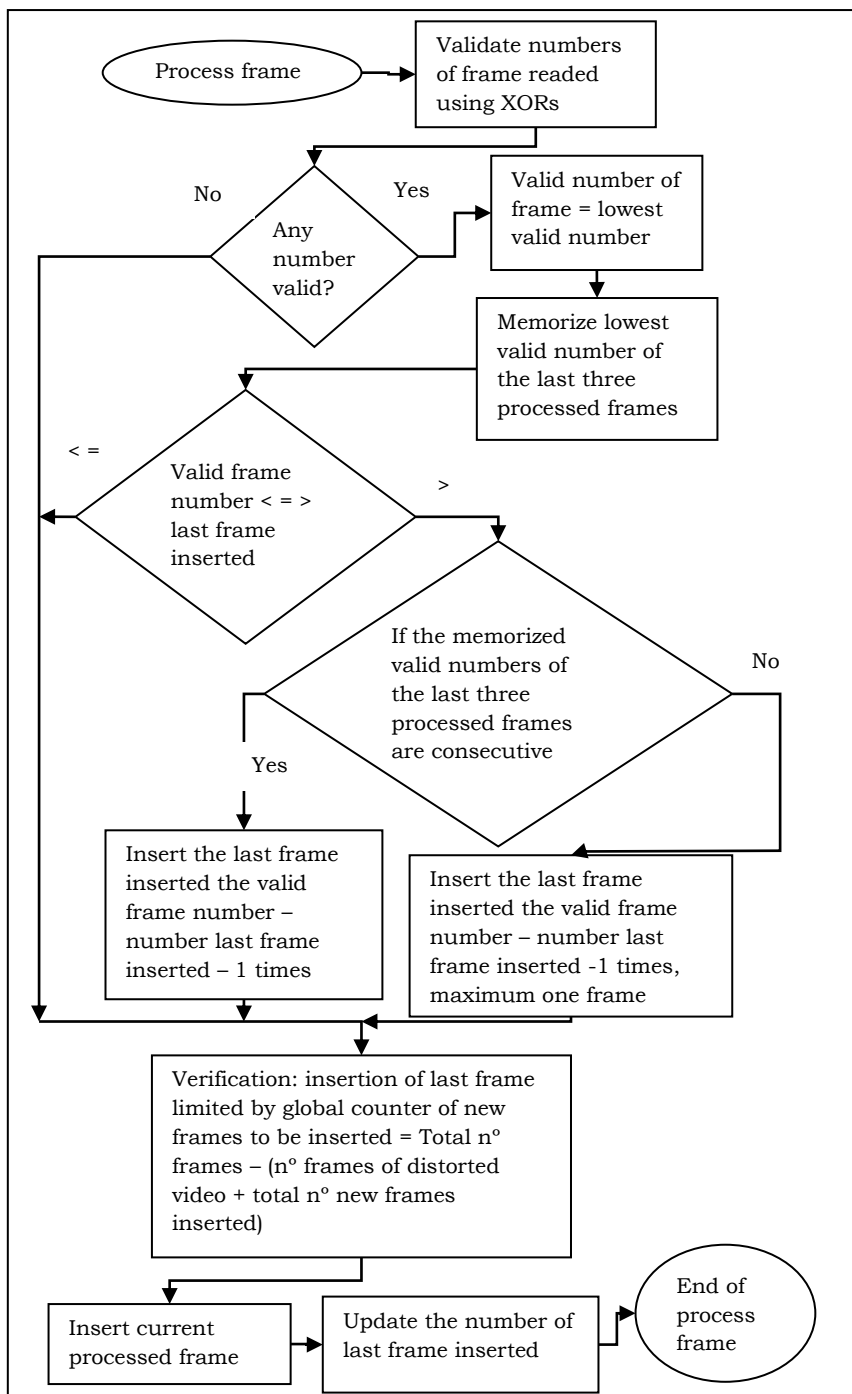 Process frame
Validate numbers
of frame readed
using XORs
No
Yes
Any
number
valid?
Valid number of
frame = lowest
valid number
Memorize lowest
valid number of
the last three
processed frames
< =
Valid frame
number < = >
last frame
inserted
>
If the memorized
valid numbers of
the last three
processed frames
are consecutive
No
Yes
Insert the last frame
inserted the valid
frame number –
number last frame
inserted – 1 times
Insert the last frame
inserted the valid frame
number – number last
frame inserted -1 times,
maximum one frame
Verification: insertion of last frame
limited by global counter of new
frames to be inserted = Total nº
frames – (nº frames of distorted
video + total nº new frames
inserted)
Insert current
processed frame
Update the number of
last frame inserted
End of
process
frame